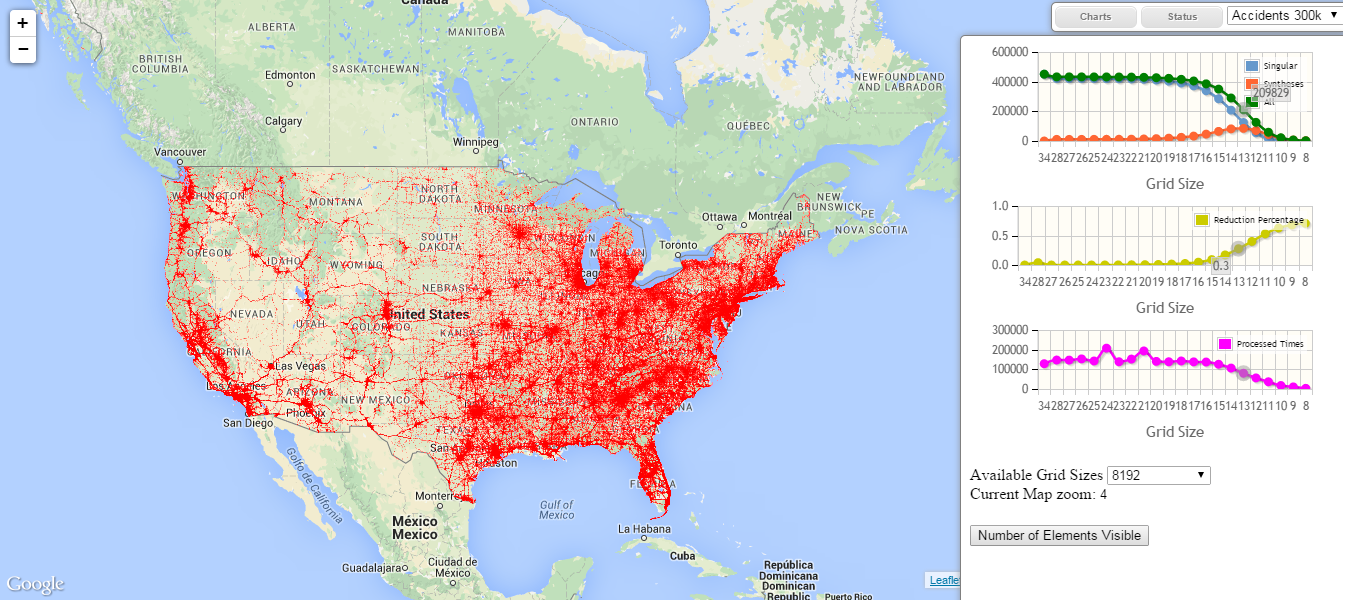 +
−
Canada
ALBERTA
MANITOBA
BRITISH
COLUMBIA
Edmonton
SASKATCHEWAN
NEWFOUNDLAND
AND LABRADOR
Calgary
ONTARIO
QUÉBEC
Vancouver
Winnipeg
WASHINGTON
MONTANA
NORTH
DAKOTA
MINNESOTA
Ottawa
Montréal
NEW
BRUNSWICK
PE
NOVA SCOTIA
MAINE
OREGON
IDAHO
WYOMING
SOUTH
DAKOTA
WISCONSIN
MICHIGAN
Toronto
NEVADA
UTAH
COLORADO
NEBRASK
IOWA
United States
KANSAS
Las Vegas
Los Angeles
ARIZONA
Phoenix
NEW MEXICO
San Diego
Houston
Golfo de California
Monterrey
Gulf of
Mexico
México
Mexico
La Habana
Cuba
Guadalajara
Ciudad de
México
República
Dominicana
Dominican
Republic
Puerto Rico
Google
Leaflet
Charts
Status
Accidents 300k
600000
400000
200000
0
Singular
Syntheses
209829
All
34 28 27 26 25 24 23 22 21 20 19 18 17 16 15 14 13 12 11 10 9 8
Grid Size
1.0
0.5
0.0
Reduction Percentage
0.3
34 28 27 26 25 24 23 22 21 20 19 18 17 16 15 14 13 12 11 10 9 8
Grid Size
300000
200000
100000
0
Processed Times
34 28 27 26 25 24 23 22 21 20 19 18 17 16 15 14 13 12 11 10 9 8
Grid Size
Available Grid Sizes 8192
Current Map zoom: 4
Number of Elements Visible